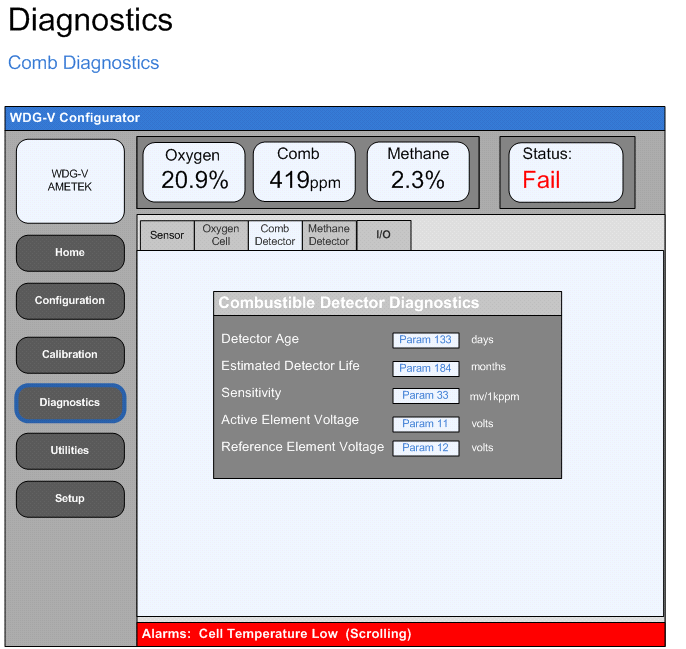 Diagnostics
Comb Diagnostics
WDG-V Configurator
WDG-V
AMETEK
Oxygen
20.9%
Comb
419ppm
Methane
2.3%
Status:
Fail
Home
Configuration
Calibration
Diagnostics
Utilities
Setup
Sensor
Oxygen
Cell
Comb
Detector
Methane
Detector
I/O
Combustible Detector Diagnostics
Detector Age Param 133 days
Estimated Detector Life Param 184 months
Sensitivity Param 33 mv/1kppm
Active Element Voltage Param 11 volts
Reference Element Voltage Param 12 volts
Alarms: Cell Temperature Low (Scrolling)